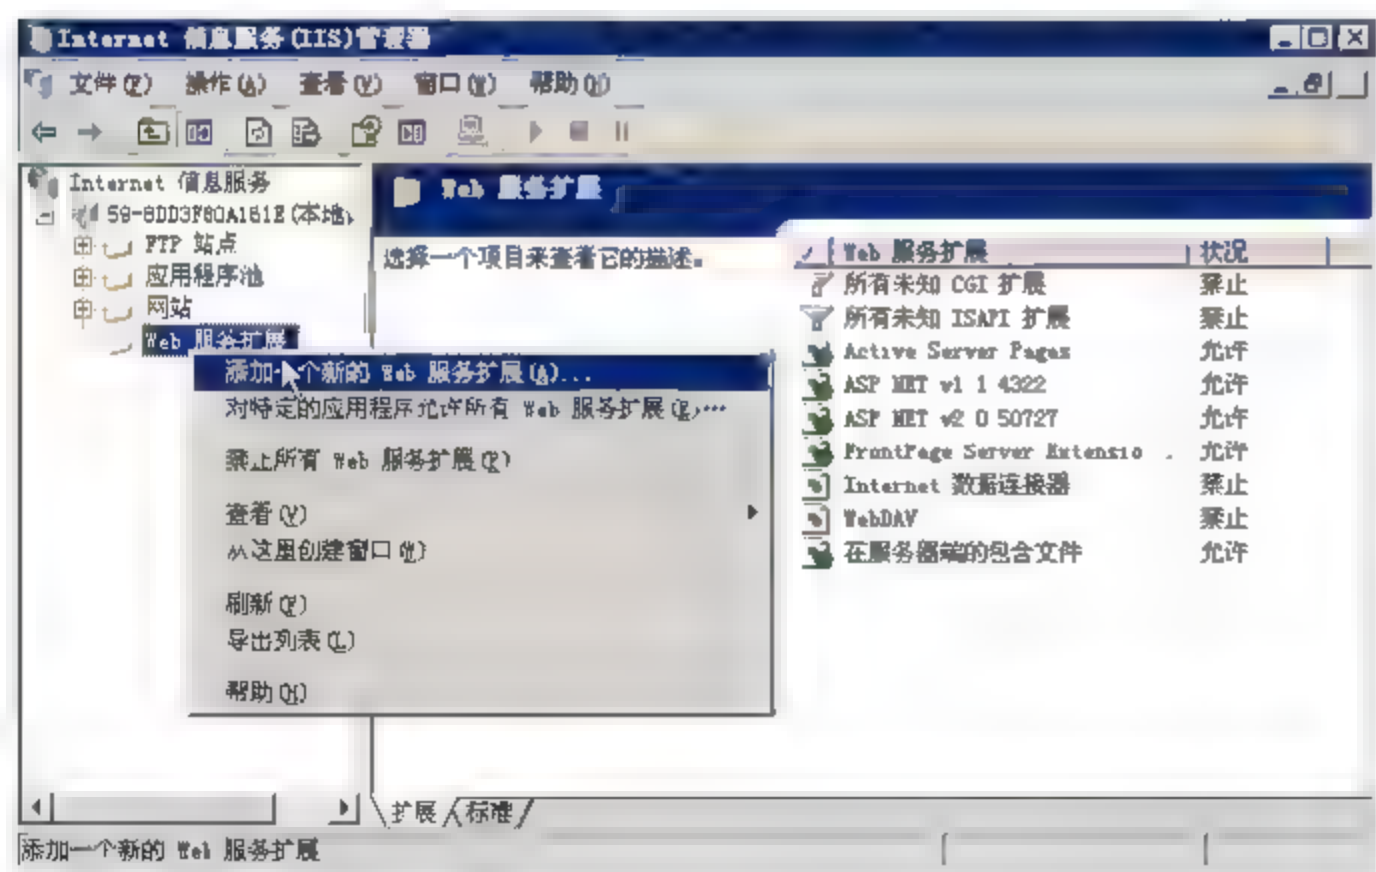 Internet 信息服务(IIS)管理器
文件(F) 操作(A) 查看(V) 窗口(W) 帮助(H)
Internet 信息服务
(本地)
FTP 站点
应用程序池
网站
Web 服务扩展
Web 服务扩展
选择一个项目来查看它的描述。
Web 服务扩展 状况
所有未知 CGI 扩展 禁止
所有未知 ISAPI 扩展 禁止
Active Server Pages 允许
ASP NET v1 1 4322 允许
ASP NET v2 0 50727 允许
FrontPage Server Extensio . 允许
Internet 数据连接器 禁止
WebDAV 禁止
在服务器端的包含文件 允许
添加一个新的 Web 服务扩展(A)...
对特定的应用程序允许所有 Web 服务扩展(E)…
禁止所有 Web 服务扩展(P)
查看(V)
从这里创建窗口(W)
刷新(F)
导出列表(L)
帮助(H)
扩展 标准
添加一个新的 Web 服务扩展